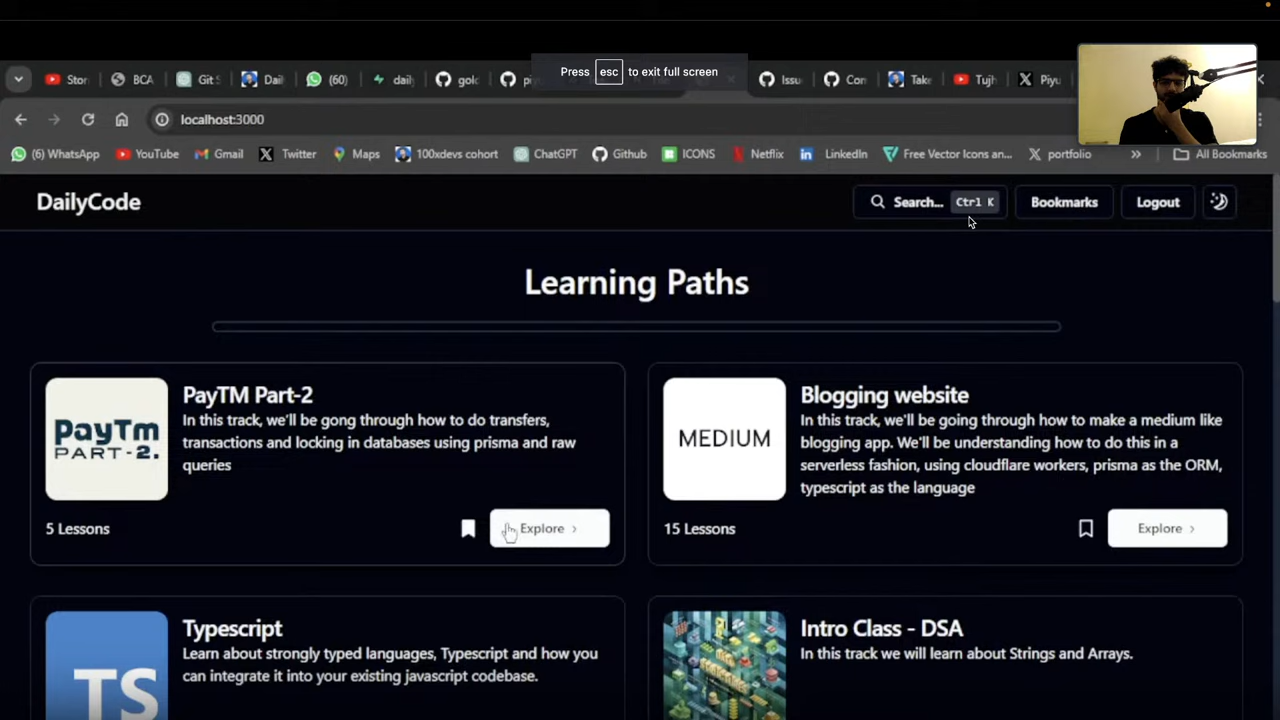 Press esc to exit full screen
Stor
BCA
Git S
Dail
(60)
daily
golc
Issu
Con
Take
Tujh
Piyu
localhost:3000
(6) WhatsApp
YouTube
Gmail
Twitter
Maps
100xdevs cohort
ChatGPT
Github
ICONS
Netflix
LinkedIn
Free Vector Icons an...
portfolio
»
All Bookmarks
DailyCode
Search... Ctrl K
Bookmarks
Logout
Learning Paths
PayTm
PART-2.
PayTM Part-2
In this track, we'll be gong through how to do transfers,
transactions and locking in databases using prisma and raw
queries
5 Lessons
Explore >
MEDIUM
Blogging website
In this track, we'll be going through how to make a medium like
blogging app. We'll be understanding how to do this in a
serverless fashion, using cloudflare workers, prisma as the ORM,
typescript as the language
15 Lessons
Explore >
TS
Typescript
Learn about strongly typed languages, Typescript and how you
can integrate it into your existing javascript codebase.
Intro Class - DSA
In this track we will learn about Strings and Arrays.